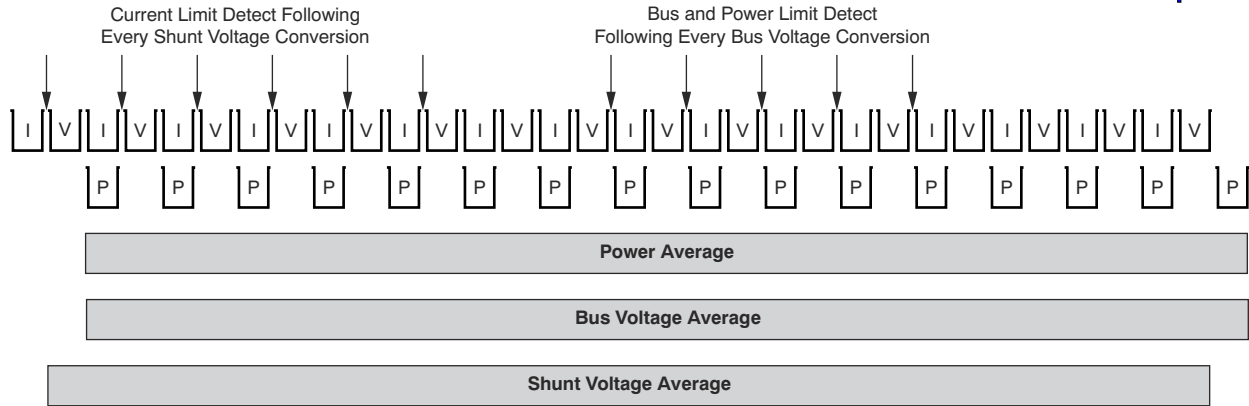 Current Limit Detect Following
Every Shunt Voltage Conversion
Bus and Power Limit Detect
Following Every Bus Voltage Conversion
I V I V I V I V I V I V I V I V I V I V I V I V I V I V I V I V
P P P P P P P P P P P P P P P P
Power Average
Bus Voltage Average
Shunt Voltage Average